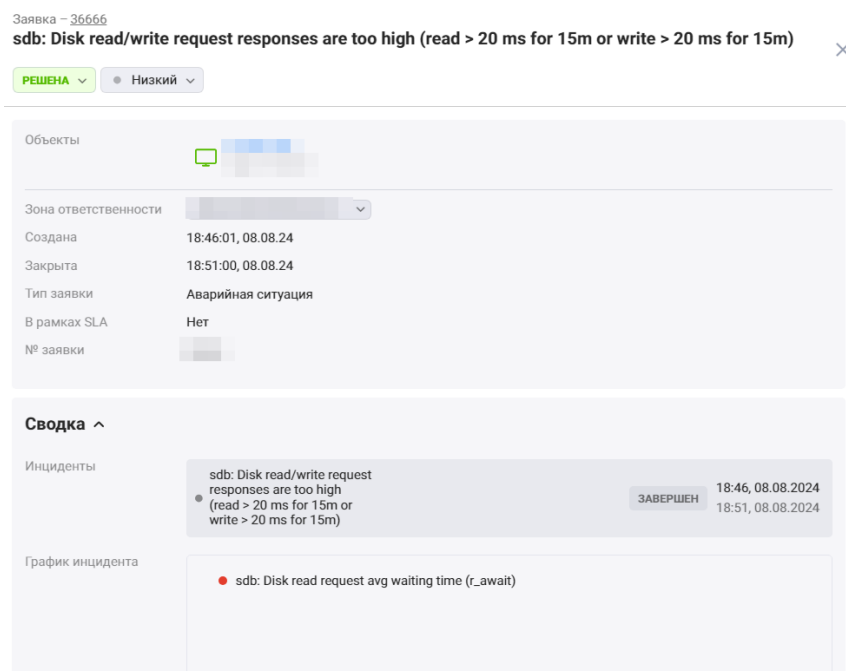 Заявка – 36666
sdb: Disk read/write request responses are too high (read > 20 ms for 15m or write > 20 ms for 15m)
РЕШЕНА
Низкий
Объекты
Зона ответственности
Создана 18:46:01, 08.08.24
Закрыта 18:51:00, 08.08.24
Тип заявки Аварийная ситуация
В рамках SLA Нет
№ заявки
Сводка
Инциденты
sdb: Disk read/write request
responses are too high
(read > 20 ms for 15m or
write > 20 ms for 15m)
ЗАВЕРШЕН
18:46, 08.08.2024
18:51, 08.08.2024
График инцидента
sdb: Disk read request avg waiting time (r_await)